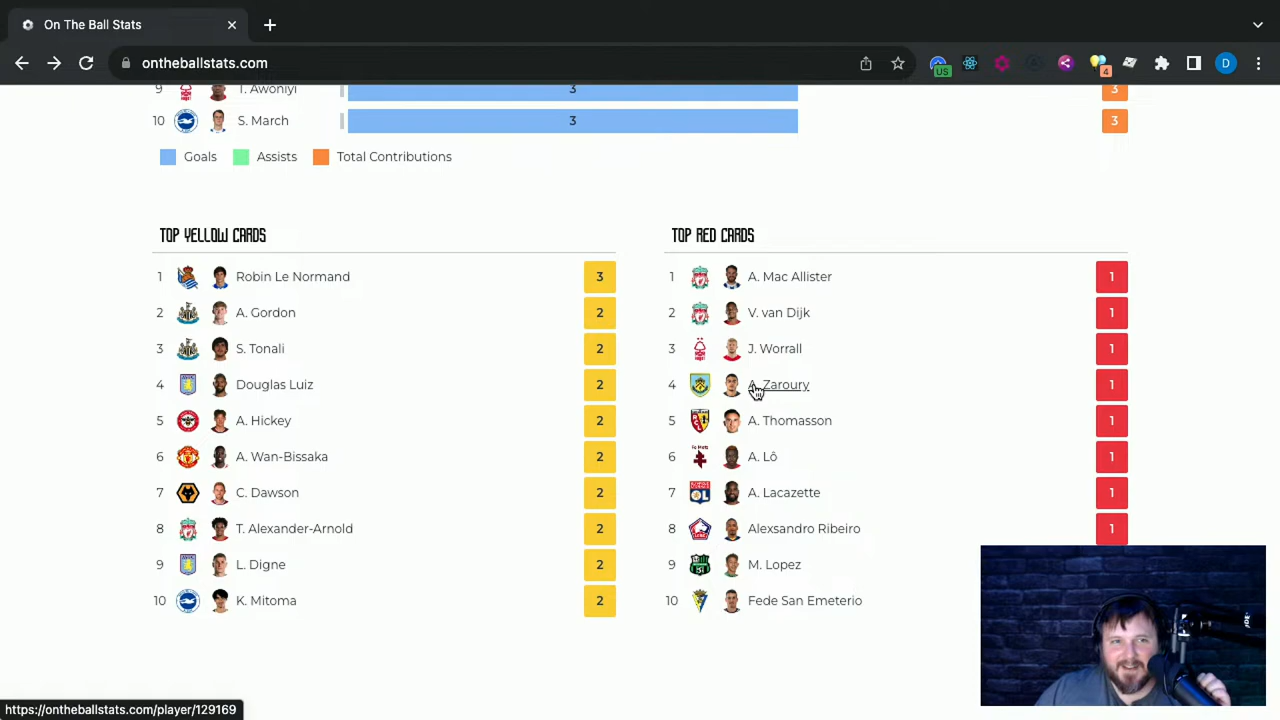 On The Ball Stats
ontheballstats.com
US
4
D
9 T. Awoniyi 3 3
10 S. March 3 3
Goals Assists Total Contributions
TOP YELLOW CARDS
1 Robin Le Normand 3
2 A. Gordon 2
3 S. Tonali 2
4 Douglas Luiz 2
5 A. Hickey 2
6 A. Wan-Bissaka 2
7 C. Dawson 2
8 T. Alexander-Arnold 2
9 L. Digne 2
10 K. Mitoma 2
TOP RED CARDS
1 A. Mac Allister 1
2 V. van Dijk 1
3 J. Worrall 1
4 A. Zaroury 1
5 A. Thomasson 1
6 A. Lô 1
7 A. Lacazette 1
8 Alexsandro Ribeiro 1
9 M. Lopez
10 Fede San Emeterio
https://ontheballstats.com/player/129169